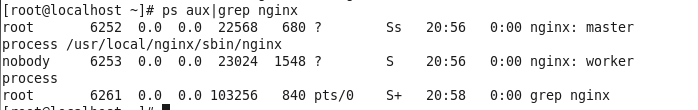 [root@localhost ~]# ps aux|grep nginx
root      6252  0.0  0.0  22568   680 ?        Ss   20:56   0:00 nginx: master
process /usr/local/nginx/sbin/nginx
nobody    6253  0.0  0.0  23024  1548 ?        S    20:56   0:00 nginx: worker
process
root      6261  0.0  0.0 103256   840 pts/0    S+   20:58   0:00 grep nginx
[root@localhost ~]#